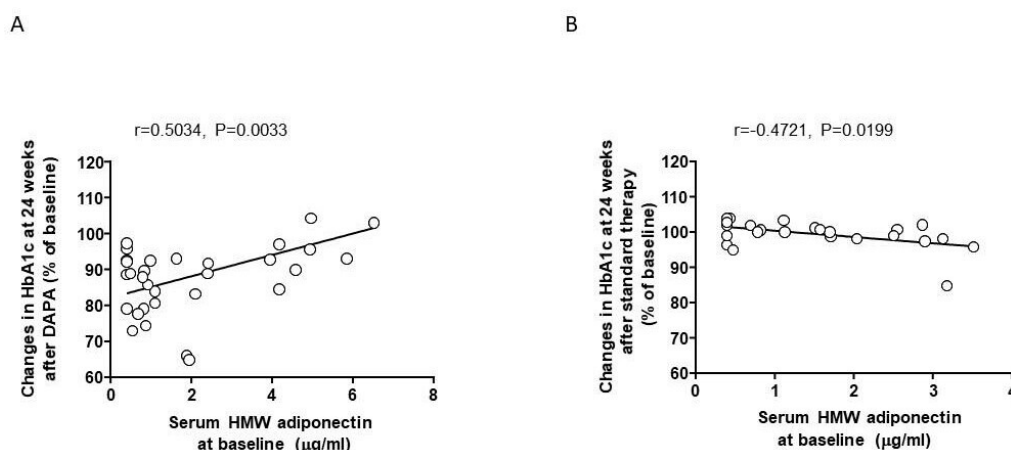 A
r=0.5034, P=0.0033
Changes in HbA1c at 24 weeks
after DAPA (% of baseline)
120
110
100
90
80
70
60
0
2
4
6
8
Serum HMW adiponectin
at baseline (μg/ml)
B
r=-0.4721, P=0.0199
Changes in HbA1c at 24 weeks
after standard therapy
(% of baseline)
120
110
100
90
80
70
60
0
1
2
3
4
Serum HMW adiponectin
at baseline (μg/ml)